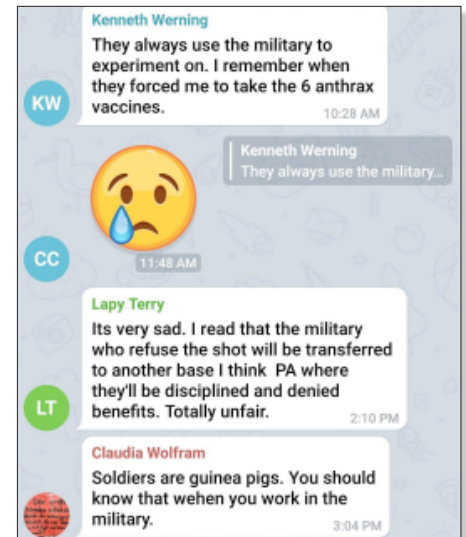 Kenneth Werning
They always use the military to
experiment on. I remember when
they forced me to take the 6 anthrax
vaccines.
10:28 AM
KW
Kenneth Werning
They always use the military...
11:48 AM
CC
Lapy Terry
Its very sad. I read that the military
who refuse the shot will be transferred
to another base I think PA where
they'll be disciplined and denied
benefits. Totally unfair.
2:10 PM
LT
Claudia Wolfram
Soldiers are guinea pigs. You should
know that wehen you work in the
military.
3:04 PM